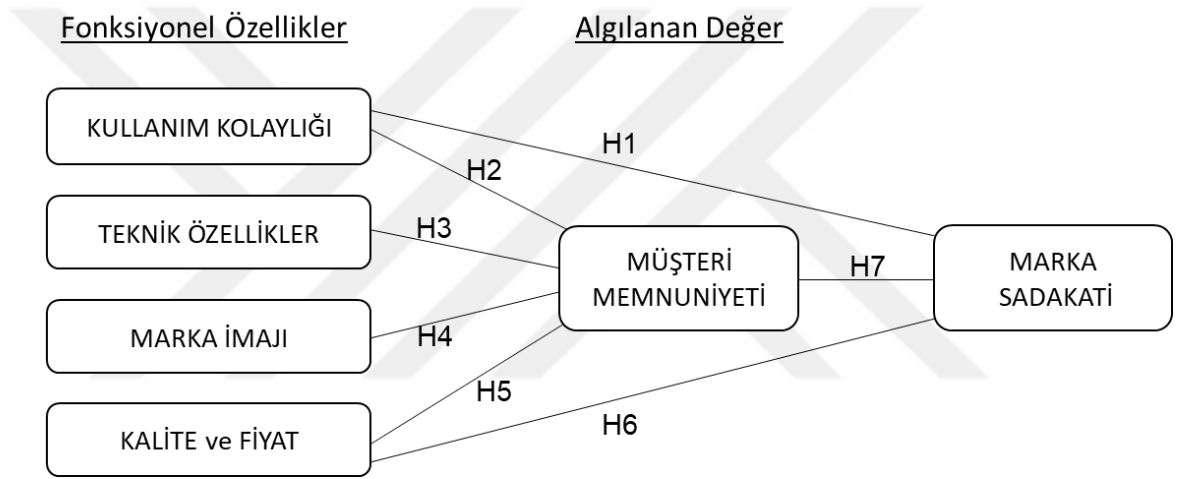 Fonksiyonel Özellikler
Algılanan Değer
KULLANIM KOLAYLIĞI
H1
H2
TEKNİK ÖZELLİKLER
H3
MÜŞTERİ
MEMNUNİYETİ
H7
MARKA
SADAKATİ
MARKA İMAJI
H4
H5
H6
KALİTE ve FİYAT